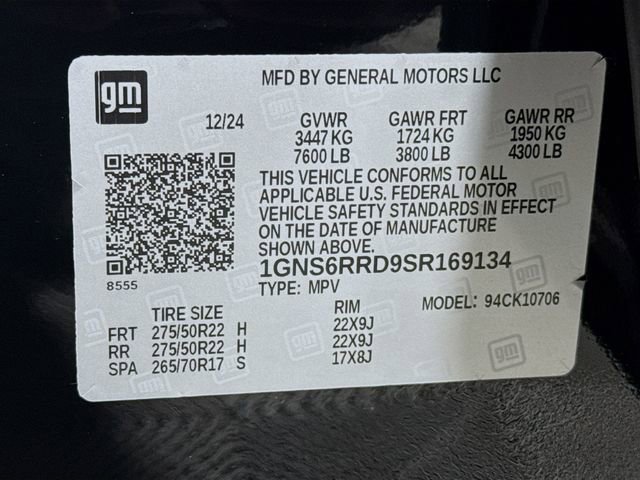 gm
MFD BY GENERAL MOTORS LLC
12/24 GVWR GAWR FRT GAWR RR
3447 KG 1724 KG 1950 KG
7600 LB 3800 LB 4300 LB
THIS VEHICLE CONFORMS TO ALL
APPLICABLE U.S. FEDERAL MOTOR
VEHICLE SAFETY STANDARDS IN EFFECT
ON THE DATE OF MANUFACTURE
SHOWN ABOVE.
1GNS6RRD9SR169134
8555
TYPE: MPV MODEL: 94CK10706
TIRE SIZE RIM
FRT 275/50R22 H 22X9J
RR 275/50R22 H 22X9J
SPA 265/70R17 S 17X8J